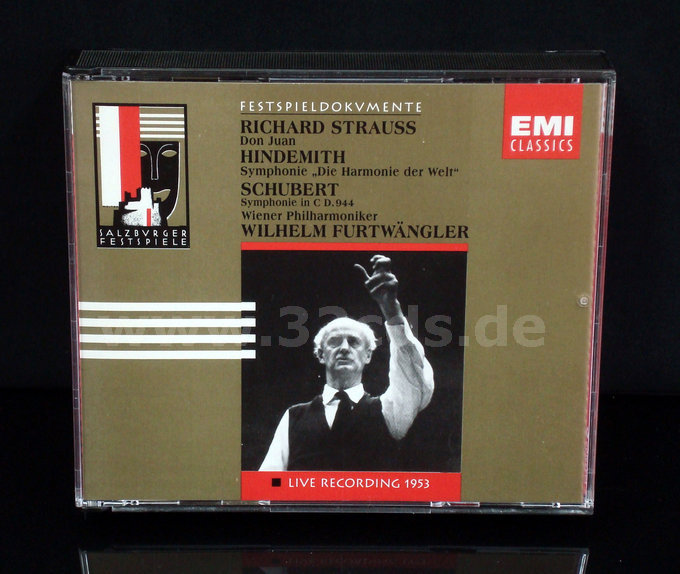 FESTSPIELDOKVMENTE
RICHARD STRAUSS
Don Juan
HINDEMITH
Symphonie „Die Harmonie der Welt“
SCHUBERT
Symphonie in C D.944
Wiener Philharmoniker
WILHELM FURTWÄNGLER
EMI
CLASSICS
SALZBVRGER
FESTSPIELE
www.33cds.de
LIVE RECORDING 1953